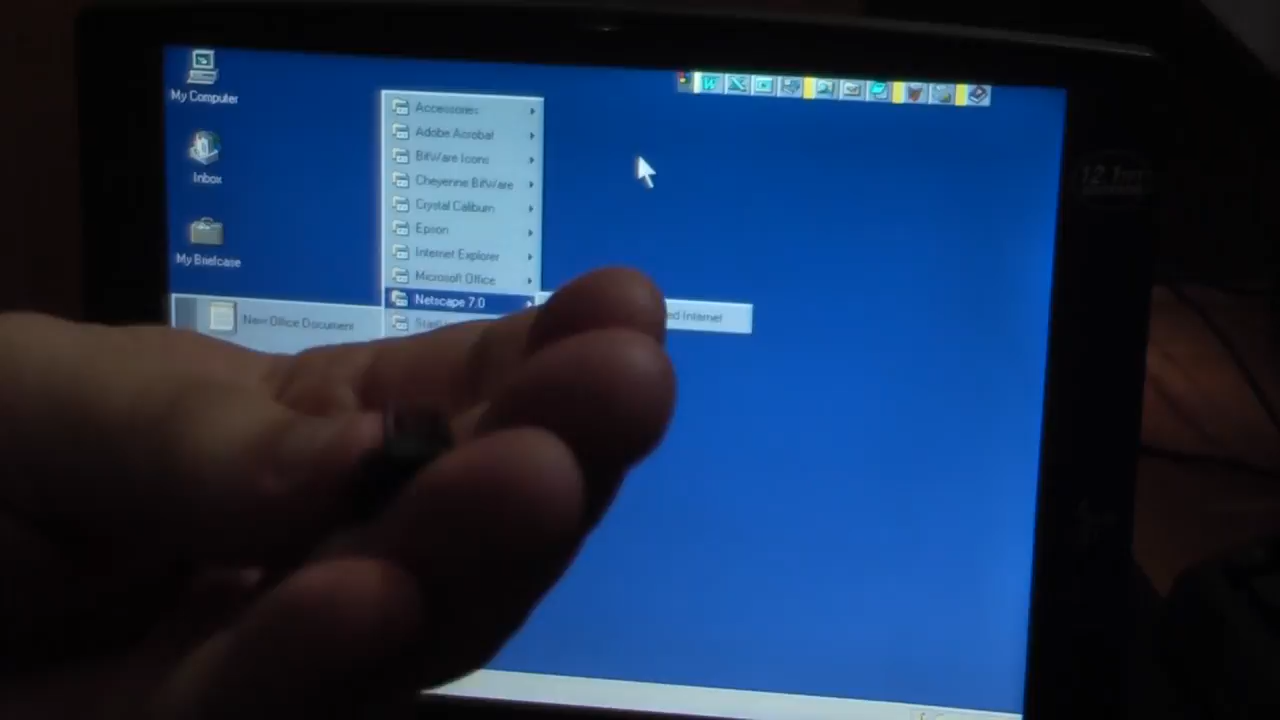 My Computer
Inbox
My Briefcase
Accessories
Adobe Acrobat
BitWare Icons
Cheyenne BitWare
Crystal Caliburn
Epson
Internet Explorer
Microsoft Office
Netscape 7.0
Internet
New Office Document